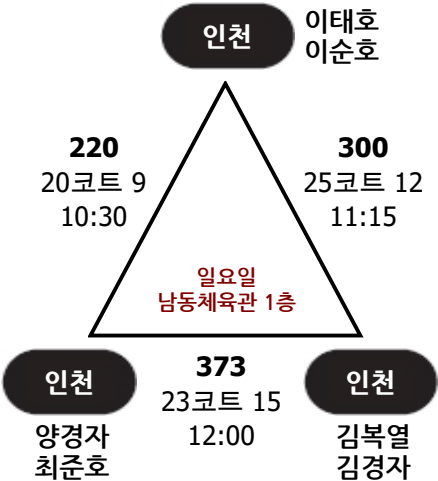 인천
이태호
이순호
220
20코트 9
10:30
300
25코트 12
11:15
일요일
남동체육관 1층
인천
양경자
최준호
373
23코트 15
12:00
인천
김복열
김경자